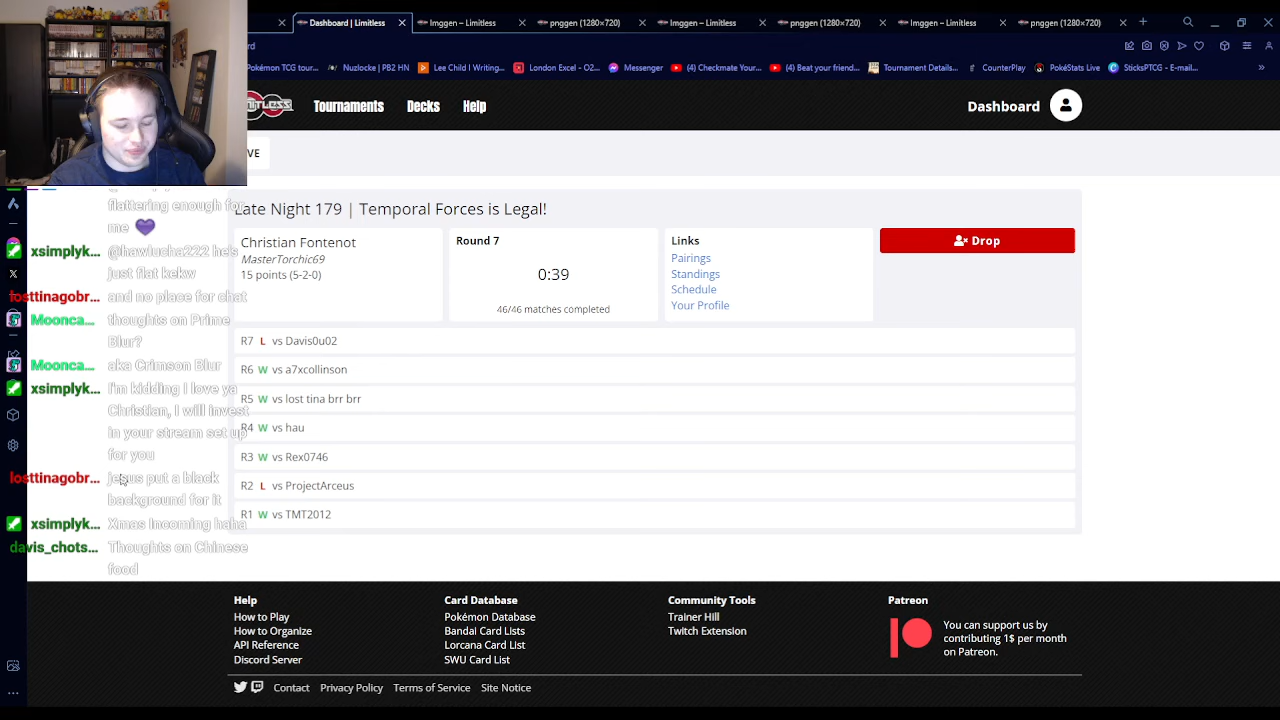 Dashboard | Limitless
Imggen – Limitless
pnggen (1280×720)
Imggen – Limitless
pnggen (1280×720)
Imggen – Limitless
pnggen (1280×720)
Pokémon TCG tour...
Nuzlocke | PB2 HN
Lee Child I Writing...
London Excel - O2...
Messenger
(4) Checkmate Your...
(4) Beat your friend...
Tournament Details...
CounterPlay
PokéStats Live
SticksPTCG - E-mail...
Tournaments
Decks
Help
Dashboard
VE
flattering enough for
me 💜
xsimplyk... @hawlucha222 he's
just flat kekw
losttinagobr... and no place for chat
Moonca... thoughts on Prime
Blur?
Moonca... aka Crimson Blur
xsimplyk... I'm kidding I love ya
Christian, I will invest
in your stream set up
for you
losttinagobr... jesus put a black
background for it
xsimplyk... Xmas Incoming haha
davis_chots... Thoughts on Chinese
food
Late Night 179 | Temporal Forces is Legal!
Christian Fontenot
MasterTorchic69
15 points (5-2-0)
Round 7
0:39
46/46 matches completed
Links
Pairings
Standings
Schedule
Your Profile
Drop
R7 L vs Davis0u02
R6 W vs a7xcollinson
R5 W vs lost tina brr brr
R4 W vs hau
R3 W vs Rex0746
R2 L vs ProjectArceus
R1 W vs TMT2012
Help
How to Play
How to Organize
API Reference
Discord Server
Card Database
Pokémon Database
Bandai Card Lists
Lorcana Card List
SWU Card List
Community Tools
Trainer Hill
Twitch Extension
Patreon
You can support us by
contributing 1$ per month
on Patreon.
Contact
Privacy Policy
Terms of Service
Site Notice